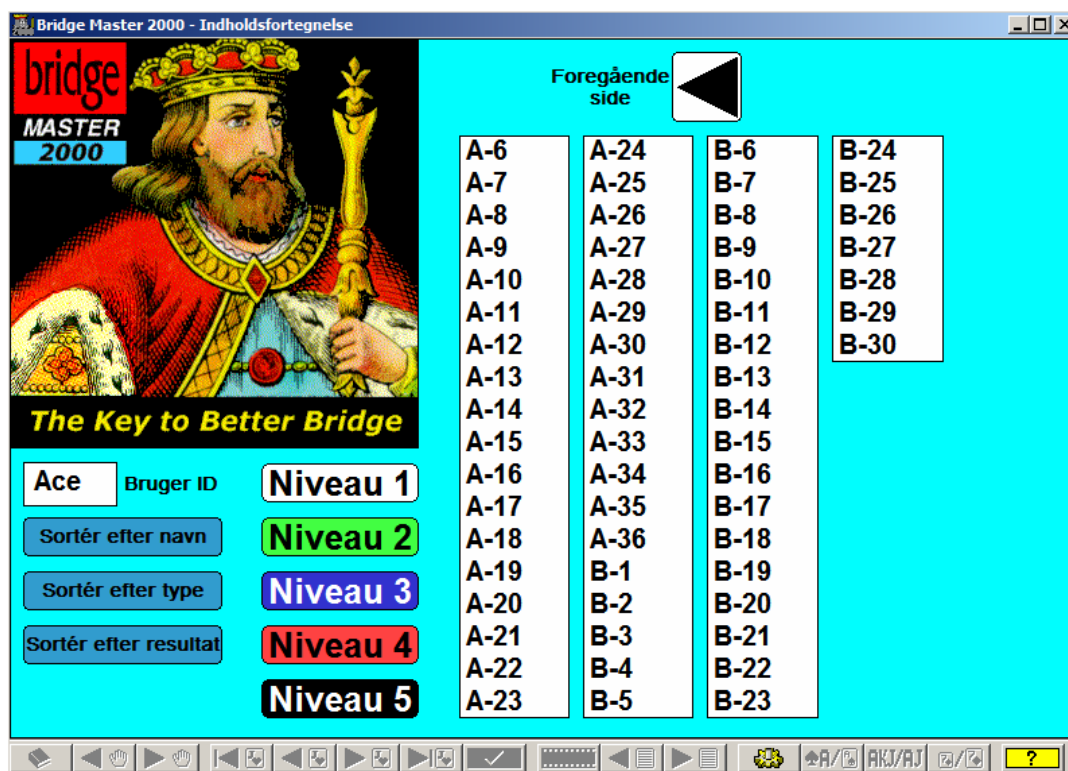 Bridge Master 2000 - Indholdsfortegnelse
bridge
MASTER
2000
The Key to Better Bridge
Ace
Bruger ID
Sortér efter navn
Sortér efter type
Sortér efter resultat
Niveau 1
Niveau 2
Niveau 3
Niveau 4
Niveau 5
Foregående
side
A-6
A-7
A-8
A-9
A-10
A-11
A-12
A-13
A-14
A-15
A-16
A-17
A-18
A-19
A-20
A-21
A-22
A-23
A-24
A-25
A-26
A-27
A-28
A-29
A-30
A-31
A-32
A-33
A-34
A-35
A-36
B-1
B-2
B-3
B-4
B-5
B-6
B-7
B-8
B-9
B-10
B-11
B-12
B-13
B-14
B-15
B-16
B-17
B-18
B-19
B-20
B-21
B-22
B-23
B-24
B-25
B-26
B-27
B-28
B-29
B-30
♠A/
AKJ/AJ
?